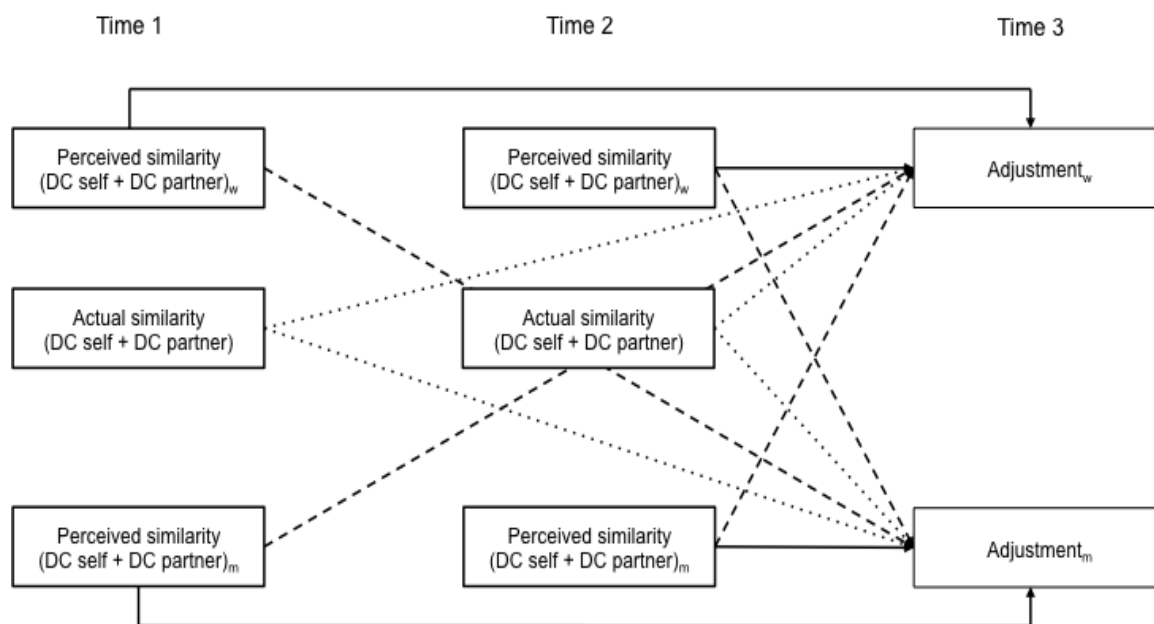 Time 1
Time 2
Time 3
Perceived similarity
(DC self + DC partner)w
Perceived similarity
(DC self + DC partner)w
Adjustmentw
Actual similarity
(DC self + DC partner)
Actual similarity
(DC self + DC partner)
Perceived similarity
(DC self + DC partner)m
Perceived similarity
(DC self + DC partner)m
Adjustmentm